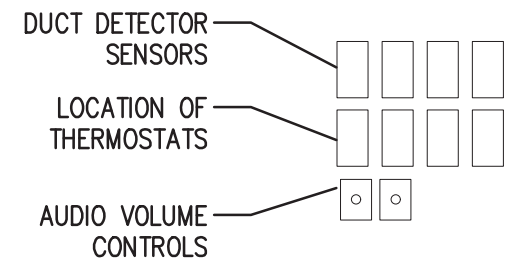 DUCT DETECTOR
SENSORS
LOCATION OF
THERMOSTATS
AUDIO VOLUME
CONTROLS